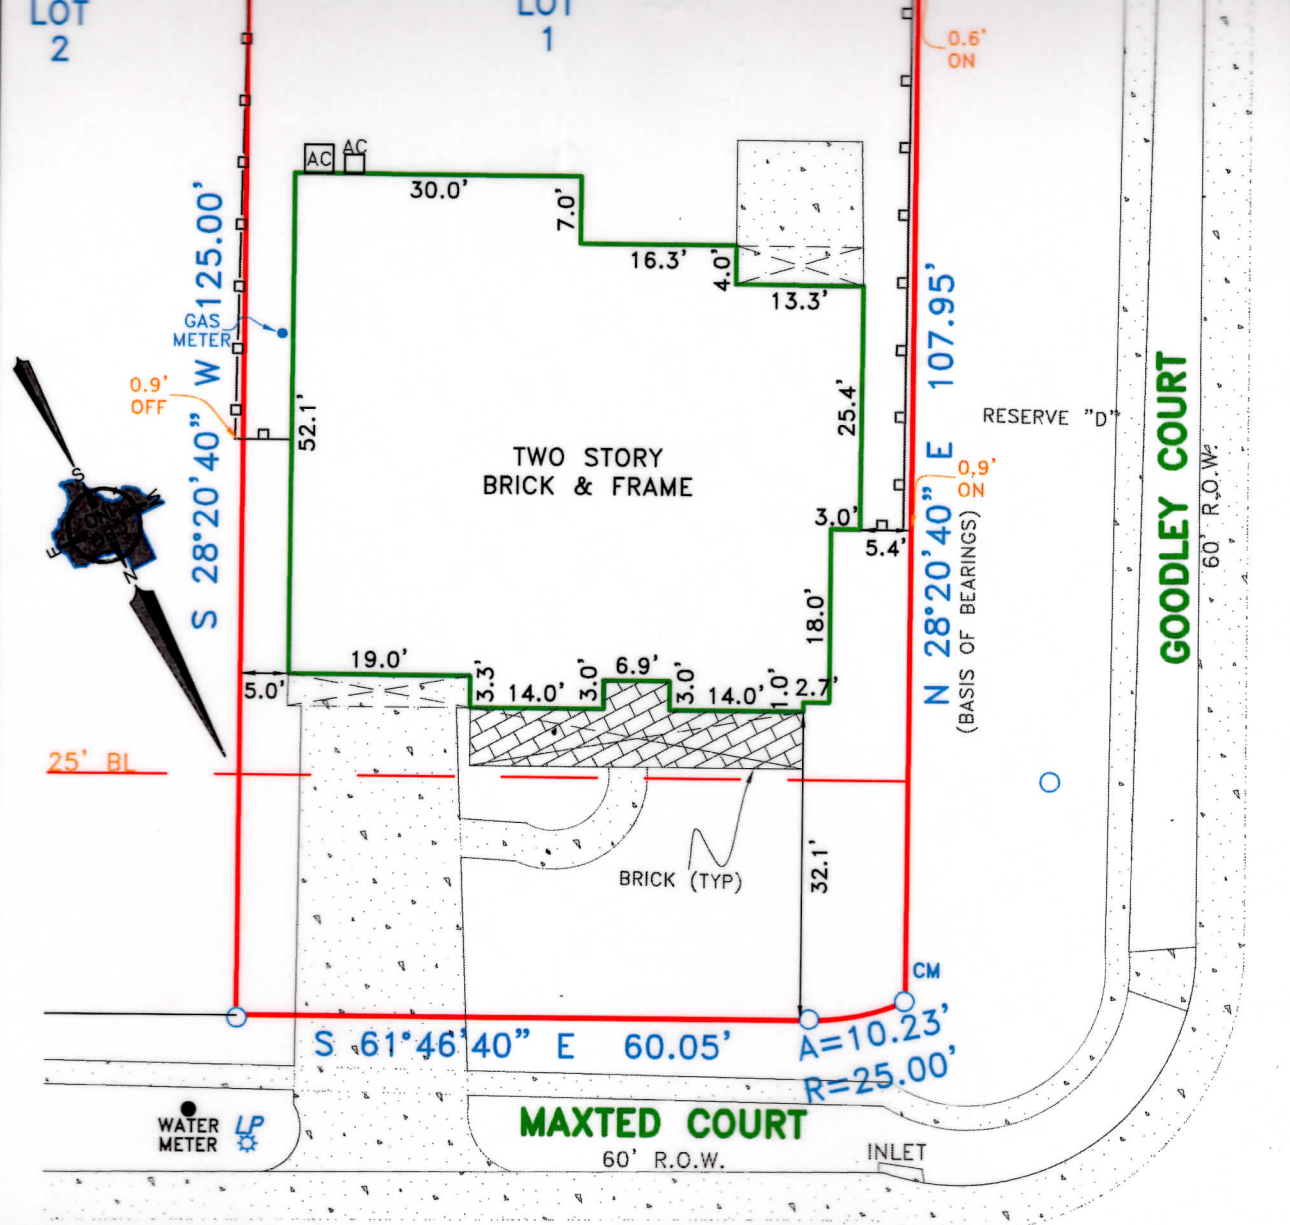 LOT
2
LOT
1
0.6'
ON
AC
AC
30.0'
7.0'
16.3'
4.0'
13.3'
S 28°20'40" W 125.00'
GAS
METER
0.9'
OFF
52.1'
25.4'
N 28°20'40" E 107.95'
(BASIS OF BEARINGS)
RESERVE "D"
GOODLEY COURT
60' R.O.W.
TWO STORY
BRICK & FRAME
0.9'
ON
3.0'
5.4'
S
W
E
N
18.0'
19.0'
5.0'
3.3'
14.0'
3.0'
6.9'
3.0'
14.0'
1.0'
2.7'
25' BL
BRICK (TYP)
32.1'
CM
S 61°46'40" E 60.05'
A=10.23'
R=25.00'
WATER
METER
LP
MAXTED COURT
60' R.O.W.
INLET